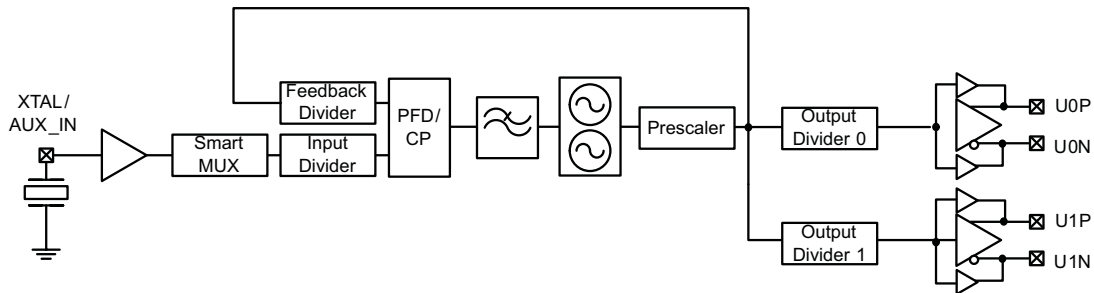 XTAL/
AUX_IN
Smart
MUX
Feedback
Divider
Input
Divider
PFD/
CP
Prescaler
Output
Divider 0
Output
Divider 1
U0P
U0N
U1P
U1N